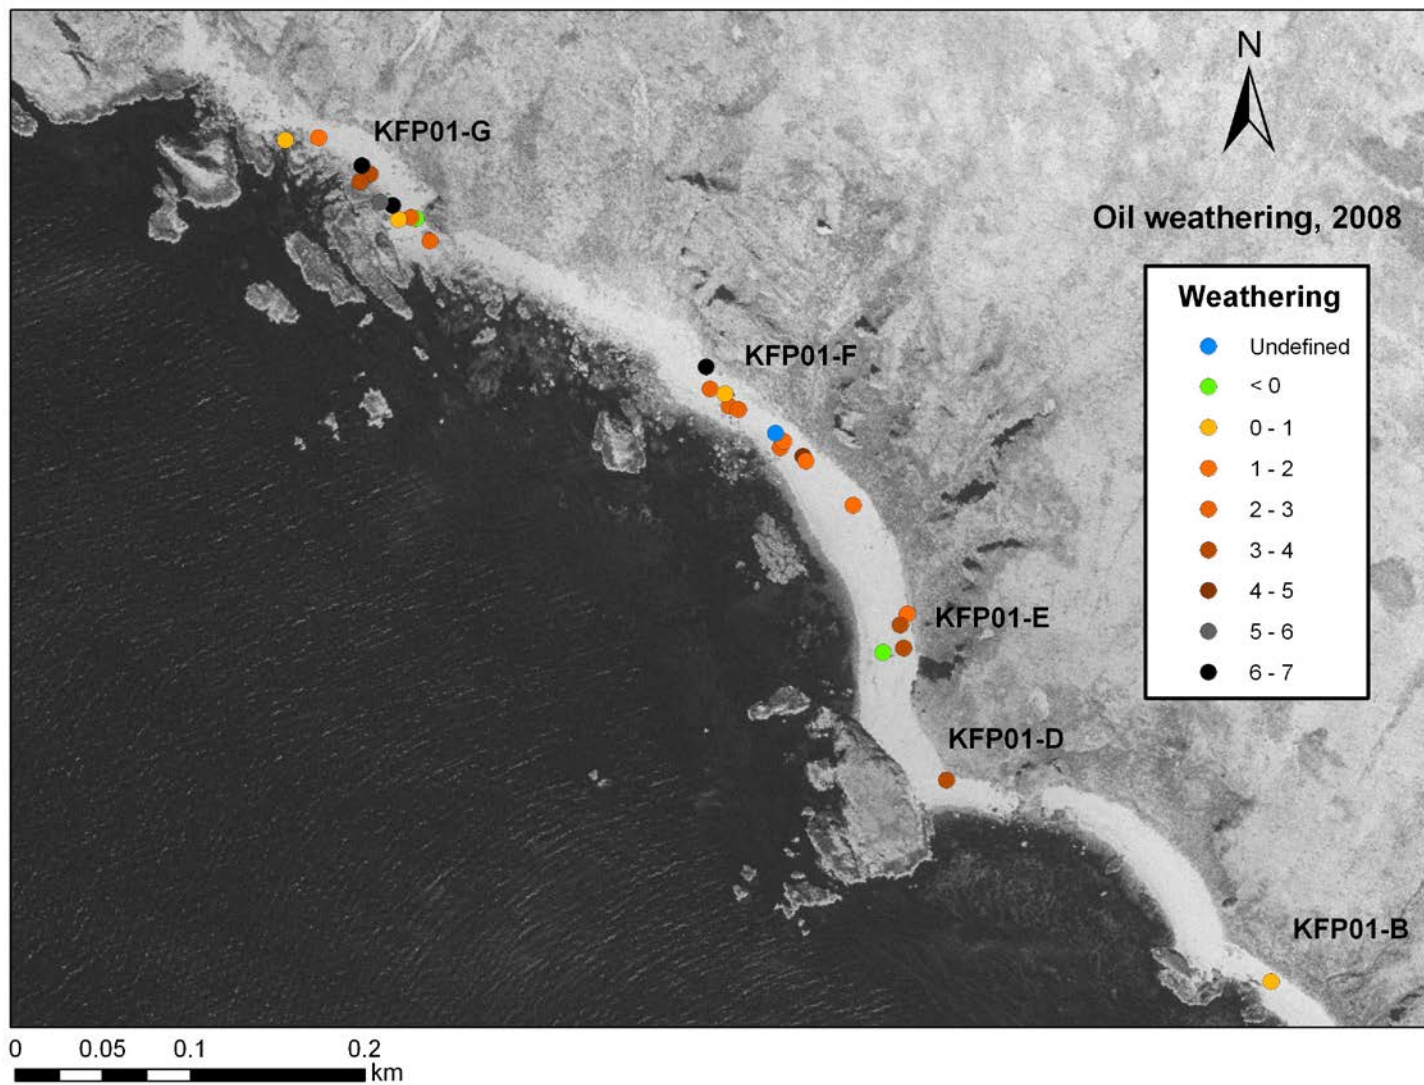 N
KFP01-G
Oil weathering, 2008
Weathering
Undefined
< 0
0 - 1
1 - 2
2 - 3
3 - 4
4 - 5
5 - 6
6 - 7
KFP01-F
KFP01-E
KFP01-D
KFP01-B
0 0.05 0.1 0.2
km